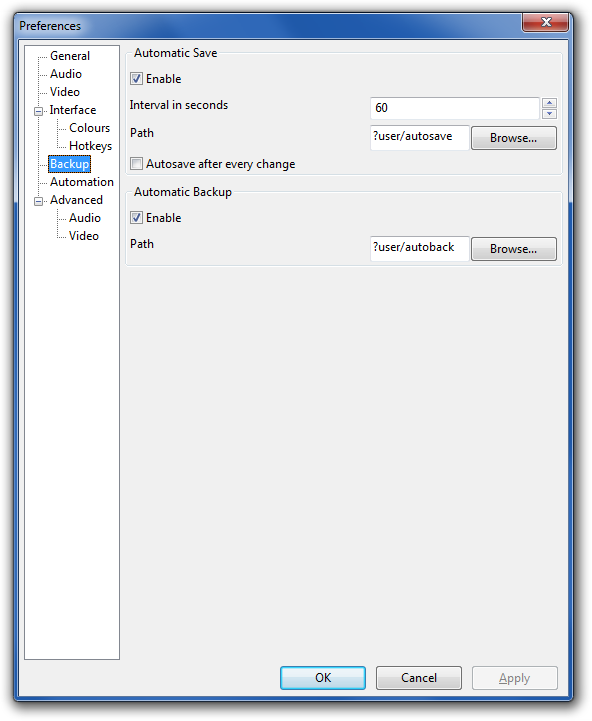 Preferences
General
Audio
Video
Interface
Colours
Hotkeys
Backup
Automation
Advanced
Audio
Video
Automatic Save
Enable
Interval in seconds 60
Path ?user/autosave Browse...
Autosave after every change
Automatic Backup
Enable
Path ?user/autoback Browse...
OK Cancel Apply